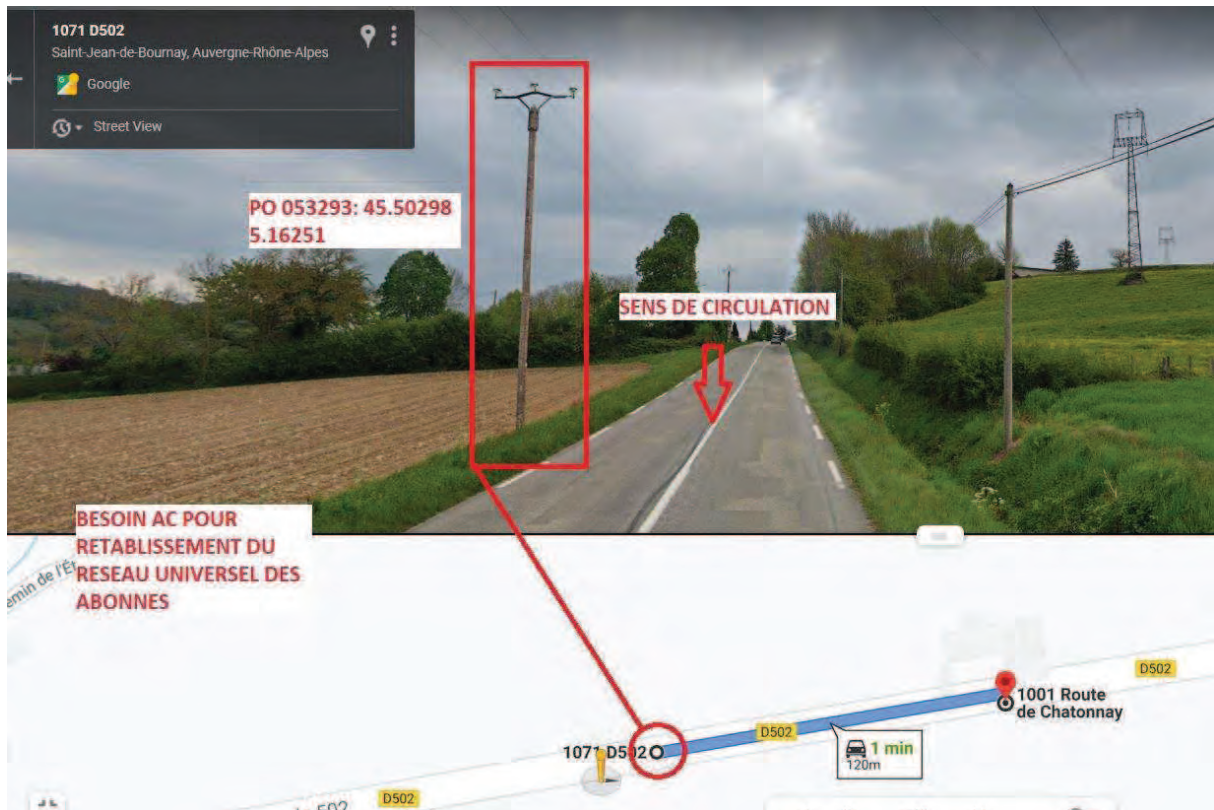 1071 D502
Saint-Jean-de-Bournay, Auvergne-Rhône-Alpes
Google
Street View
PO 053293: 45.50298
5.16251
SENS DE CIRCULATION
BESOIN AC POUR
RETABLISSEMENT DU
RESEAU UNIVERSEL DES
ABONNES
D502
1001 Route
de Chatonnay
D502
1 min
120m
1071 D502
D502